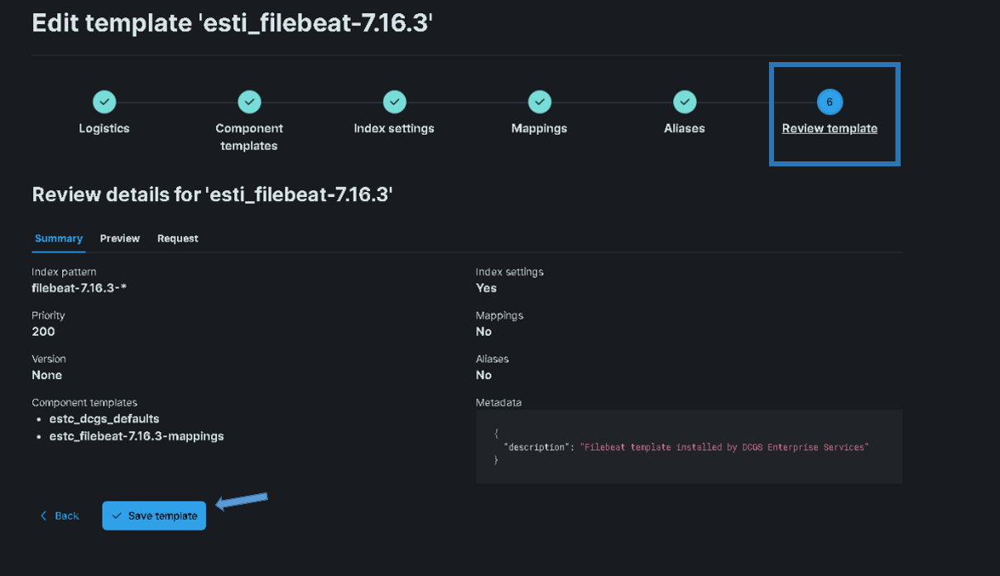 Edit template 'esti_filebeat-7.16.3'
Logistics
Component
templates
Index settings
Mappings
Aliases
6
Review template
Review details for 'esti_filebeat-7.16.3'
Summary Preview Request
Index pattern
filebeat-7.16.3-*
Priority
200
Version
None
Component templates
• estc_dcgs_defaults
• estc_filebeat-7.16.3-mappings
Index settings
Yes
Mappings
No
Aliases
No
Metadata
{
"description": "Filebeat template installed by DCGS Enterprise Services"
}
Back
Save template